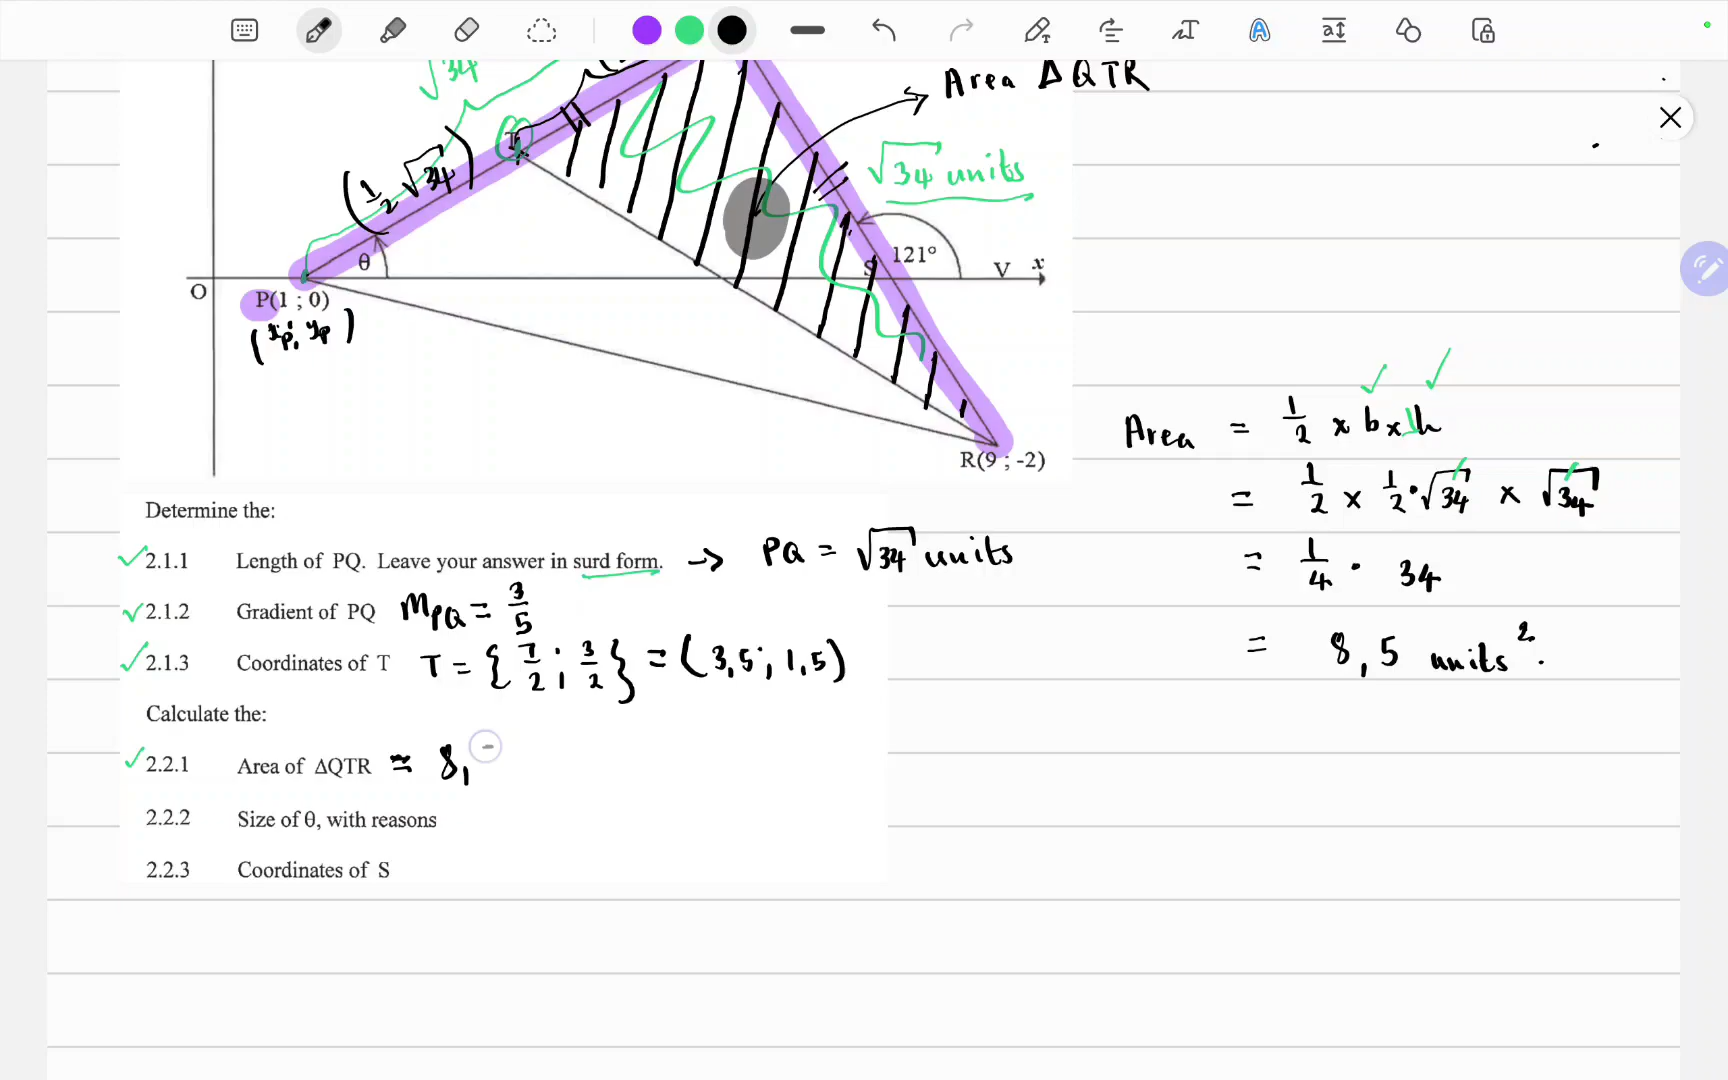 √34
Area ΔQTR
T
(½ √34)
√34 units
θ
121°
S
V
x
O
P(1 ; 0)
(xₚ; yₚ)
R(9 ; -2)
Area = ½ × b × h
= ½ × ½·√34 × √34
= ¼ · 34
= 8,5 units².
Determine the:
✓ 2.1.1 Length of PQ. Leave your answer in surd form. → PQ = √34 units
✓ 2.1.2 Gradient of PQ mPQ = 3/5
✓ 2.1.3 Coordinates of T T = {7/2 ; 3/2} = (3,5 ; 1,5)
Calculate the:
✓ 2.2.1 Area of ΔQTR ≈ 8,
2.2.2 Size of θ, with reasons
2.2.3 Coordinates of S